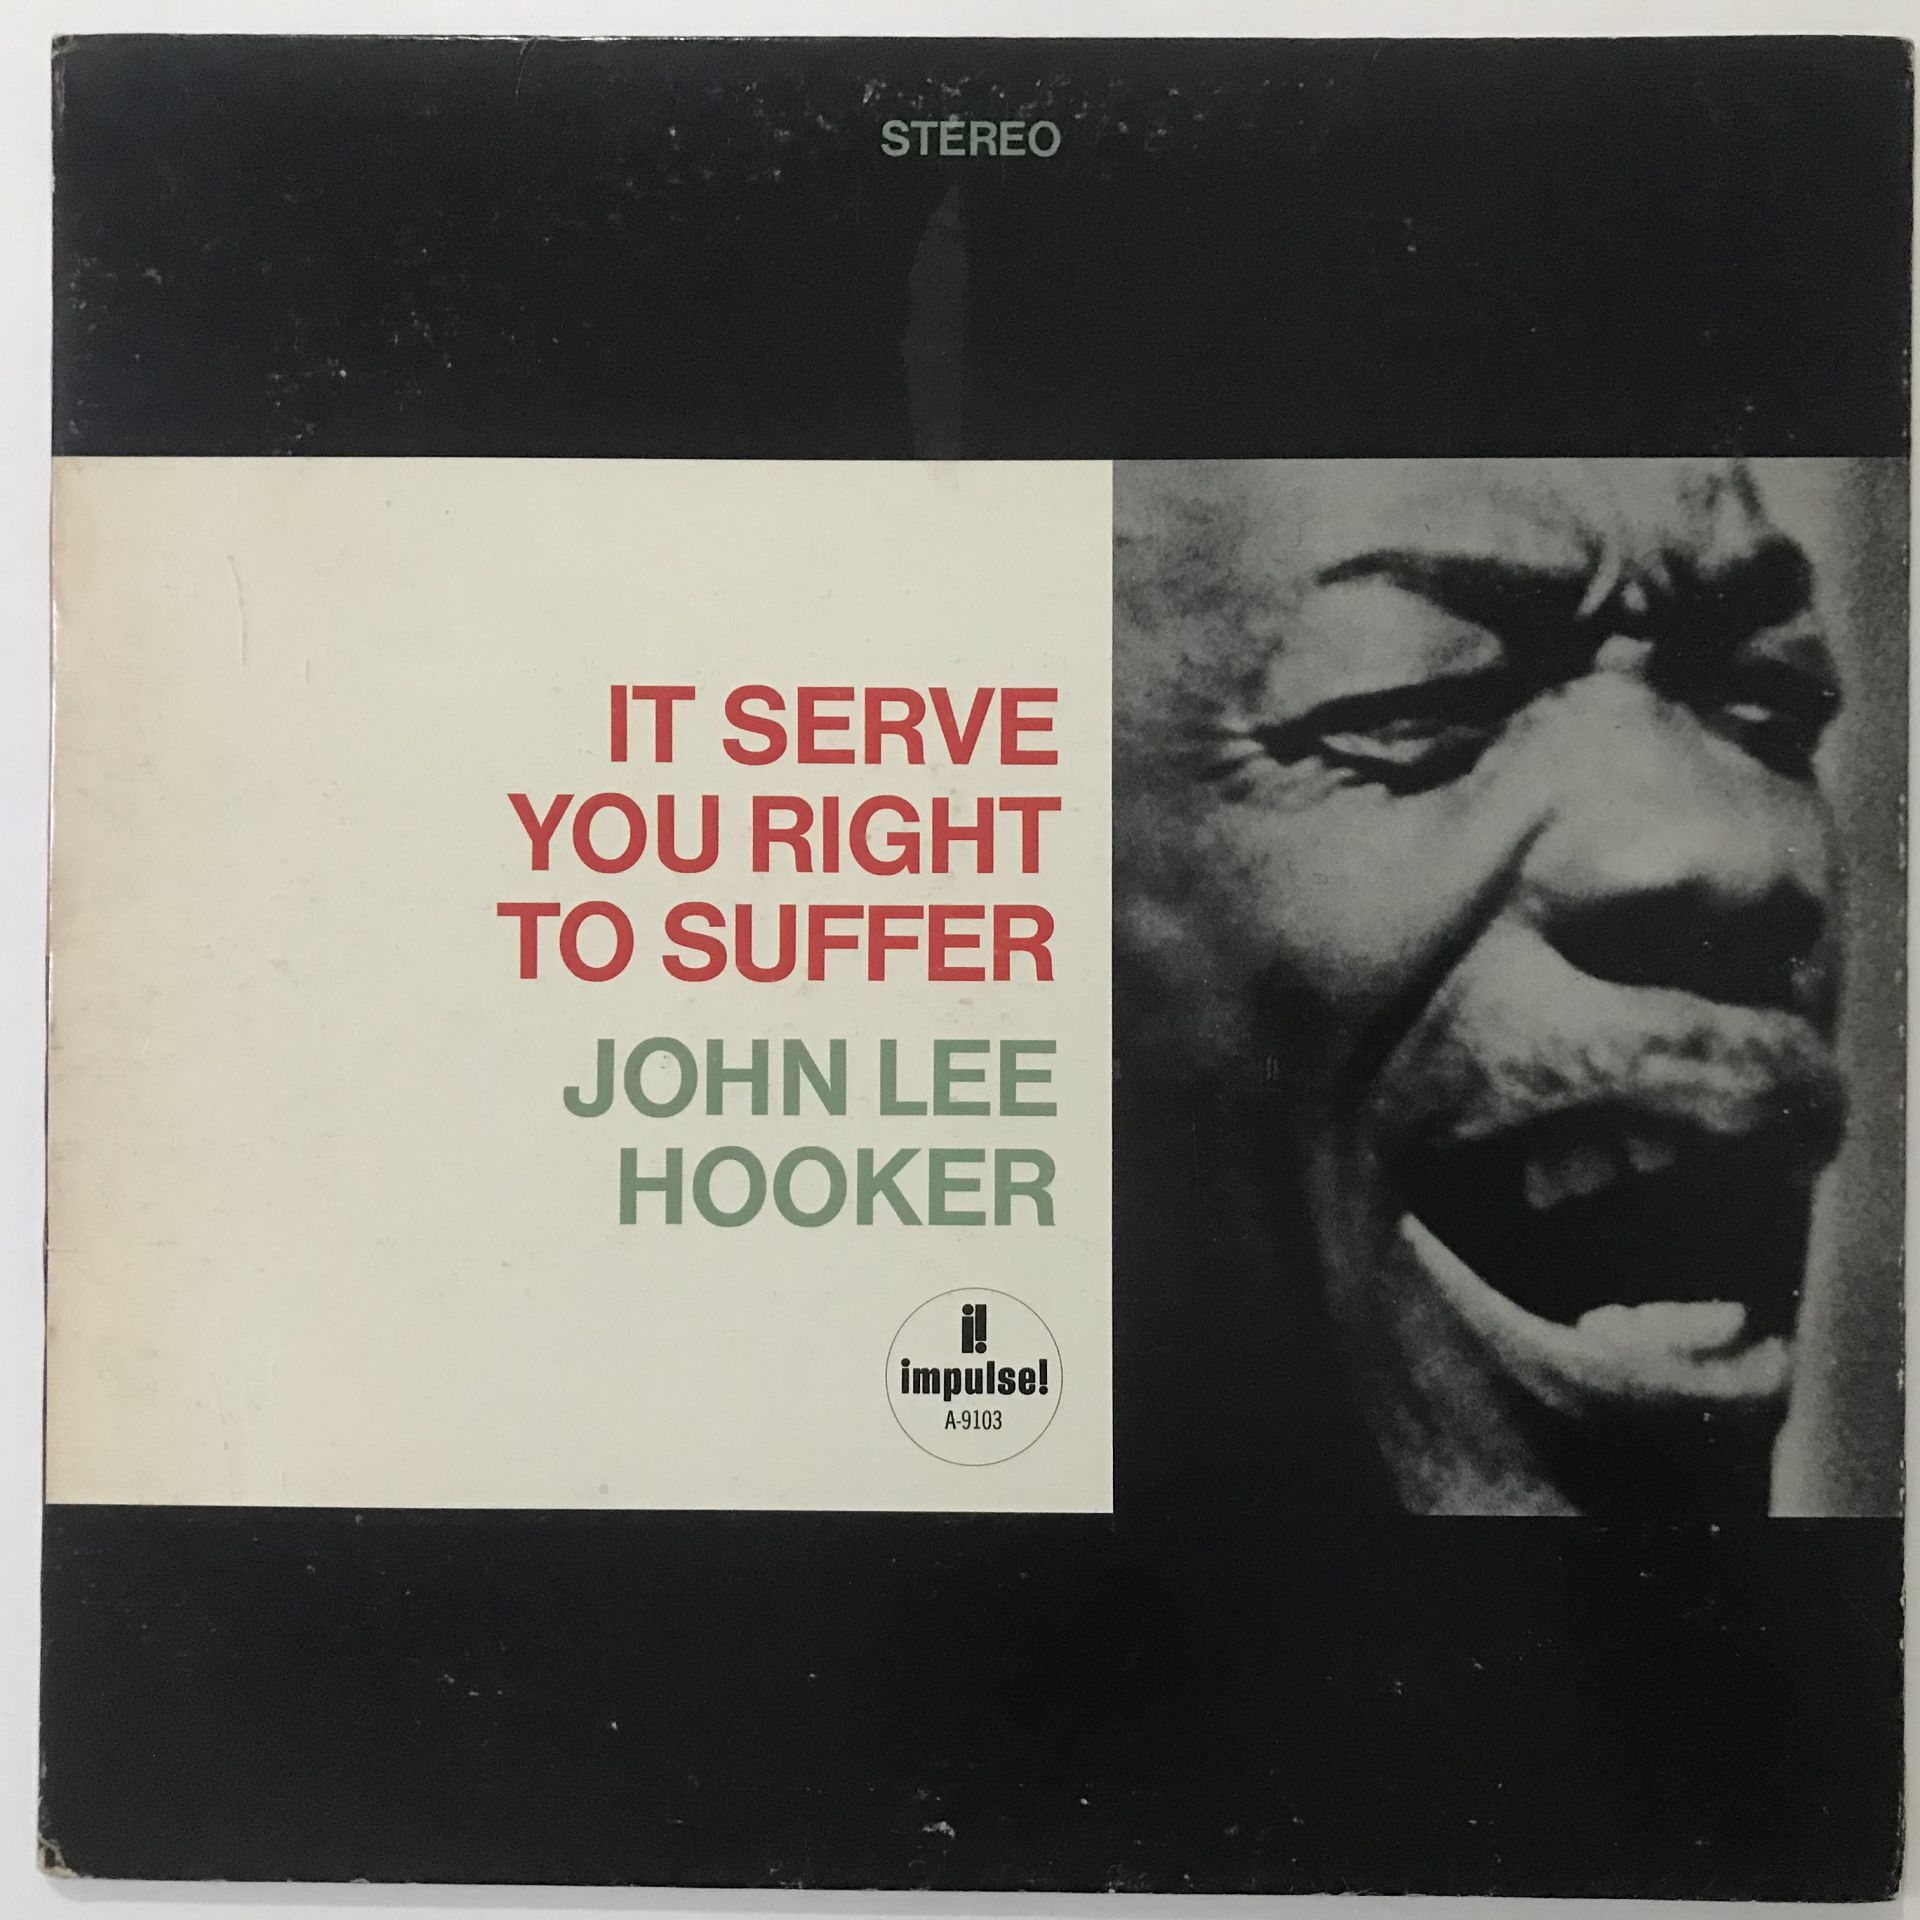 STEREO
IT SERVE
YOU RIGHT
TO SUFFER
JOHN LEE
HOOKER
i!
impulse!
A-9103